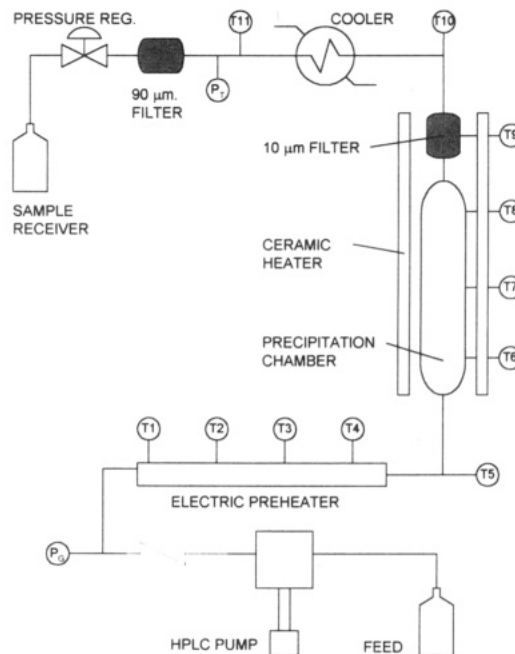 PRESSURE REG.
T11
COOLER
T10
90 μm.
FILTER
PT
10 μm FILTER
T9
SAMPLE
RECEIVER
T8
CERAMIC
HEATER
T7
PRECIPITATION
CHAMBER
T6
T1
T2
T3
T4
T5
ELECTRIC PREHEATER
PG
HPLC PUMP
FEED